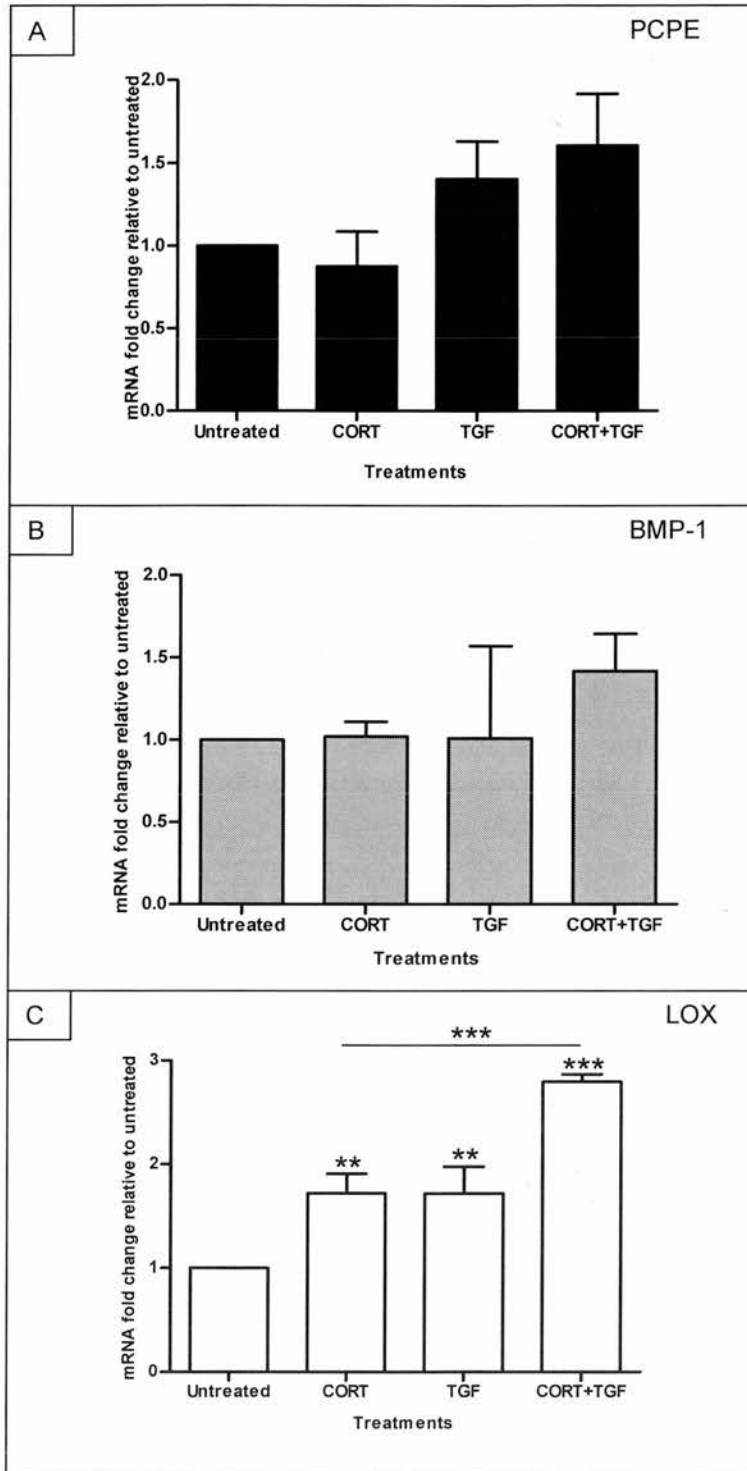 A
PCPE
mRNA fold change relative to untreated
2.0
1.5
1.0
0.5
0.0
Untreated CORT TGF CORT+TGF
Treatments
B
BMP-1
mRNA fold change relative to untreated
2.0
1.5
1.0
0.5
0.0
Untreated CORT TGF CORT+TGF
Treatments
C
LOX
mRNA fold change relative to untreated
***
3
***
2
** **
1
0
Untreated CORT TGF CORT+TGF
Treatments